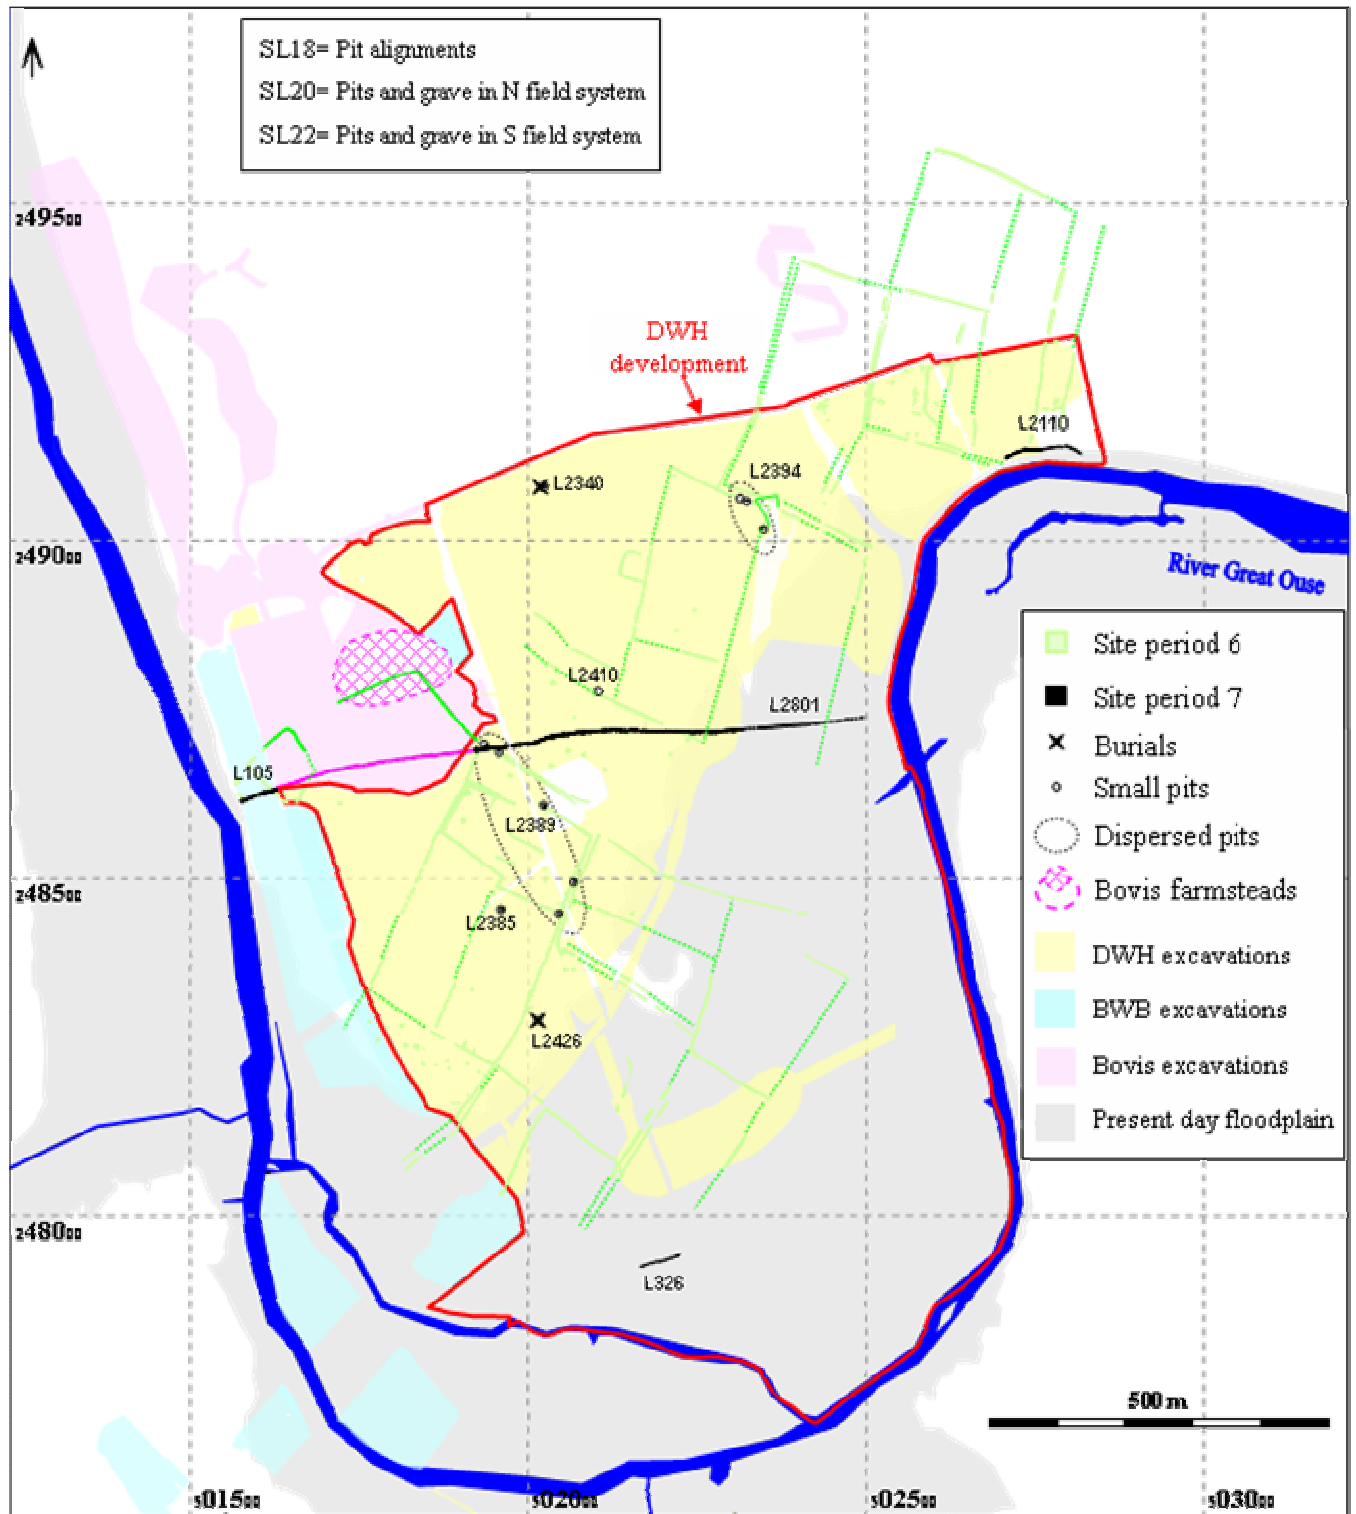 SL18= Pit alignments
SL20= Pits and grave in N field system
SL22= Pits and grave in S field system
249500
DWH
development
L2110
L2394
L2340
249000
River Great Ouse
Site period 6
L2410
Site period 7
L2801
Burials
L105
Small pits
L2389
Dispersed pits
248500
Bovis farmsteads
L2385
DWH excavations
BWB excavations
L2426
Bovis excavations
Present day floodplain
248000
L326
500 m
501500
502000
502500
503000